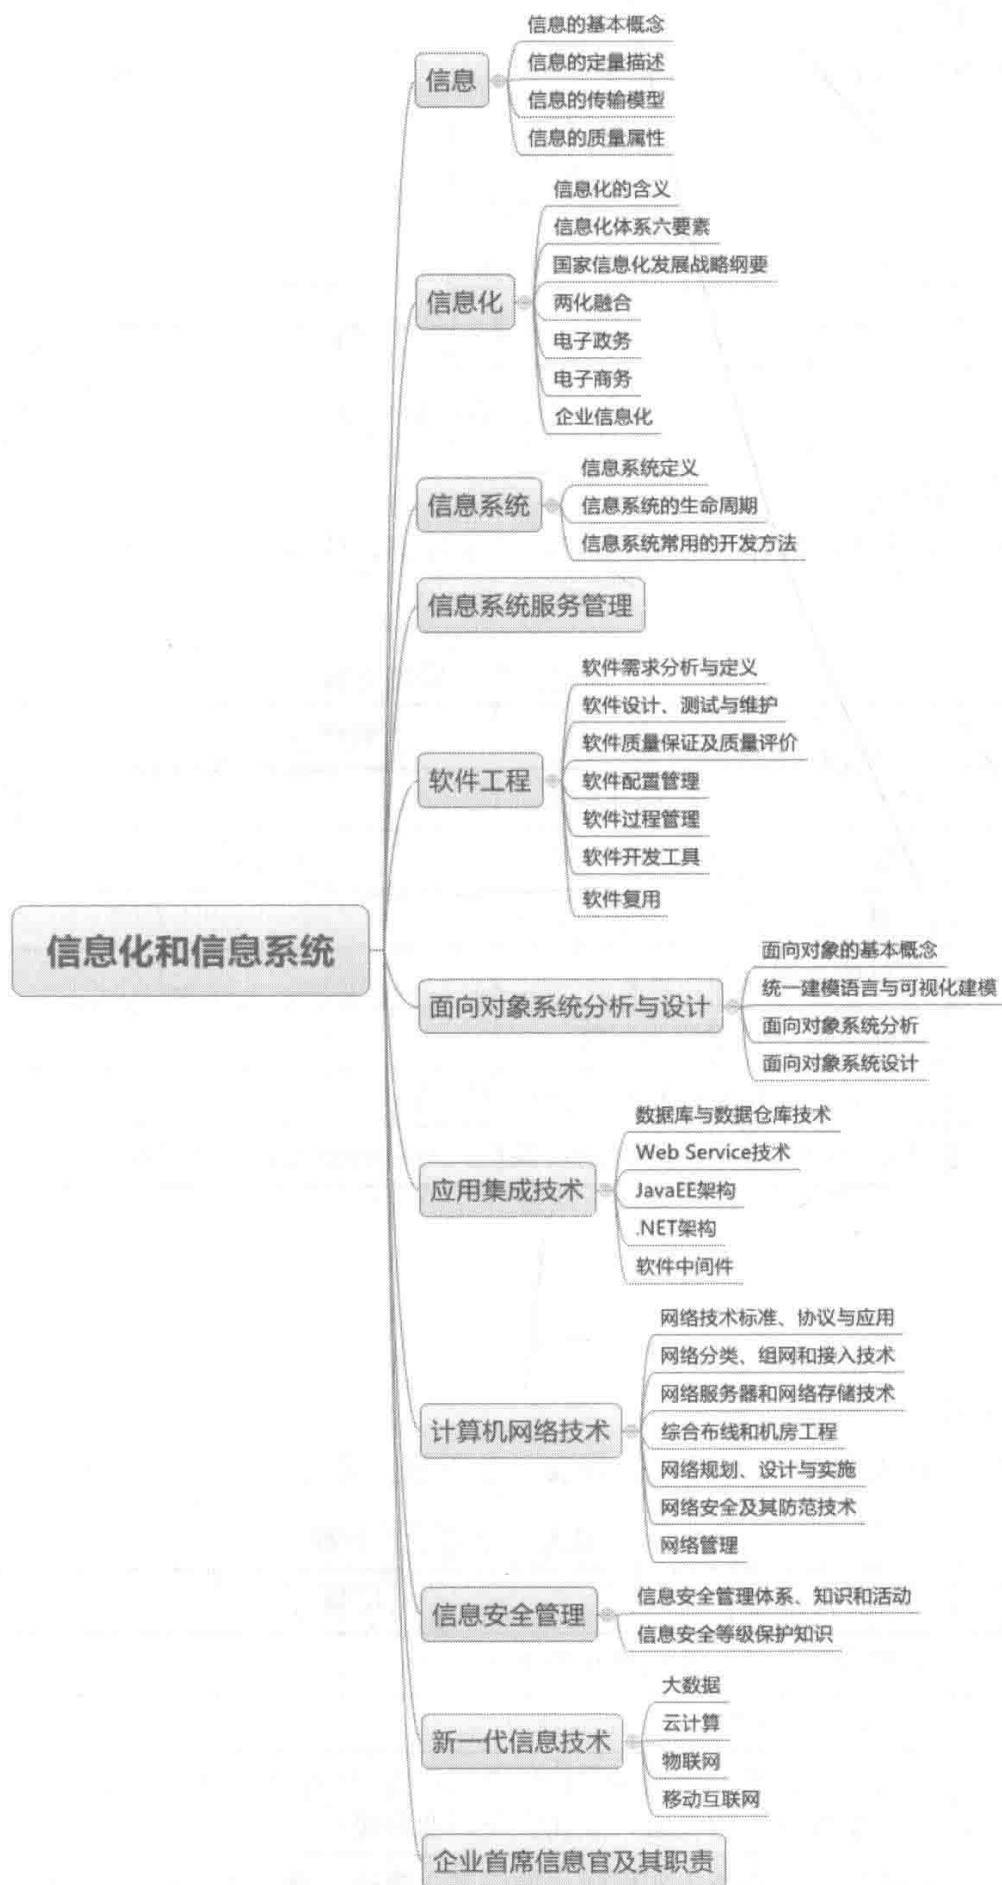 信息化和信息系统
信息
信息的基本概念
信息的定量描述
信息的传输模型
信息的质量属性
信息化
信息化的含义
信息化体系六要素
国家信息化发展战略纲要
两化融合
电子政务
电子商务
企业信息化
信息系统
信息系统定义
信息系统的生命周期
信息系统常用的开发方法
信息系统服务管理
软件工程
软件需求分析与定义
软件设计、测试与维护
软件质量保证及质量评价
软件配置管理
软件过程管理
软件开发工具
软件复用
面向对象系统分析与设计
面向对象的基本概念
统一建模语言与可视化建模
面向对象系统分析
面向对象系统设计
应用集成技术
数据库与数据仓库技术
Web Service技术
JavaEE架构
.NET架构
软件中间件
计算机网络技术
网络技术标准、协议与应用
网络分类、组网和接入技术
网络服务器和网络存储技术
综合布线和机房工程
网络规划、设计与实施
网络安全及其防范技术
网络管理
信息安全管理
信息安全管理体系、知识和活动
信息安全等级保护知识
新一代信息技术
大数据
云计算
物联网
移动互联网
企业首席信息官及其职责